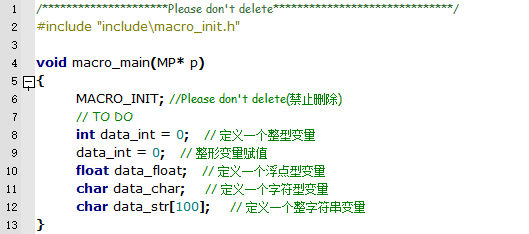 1 /*********************Please don't delete******************************/
2 #include "include\macro_init.h"
3
4 void macro_main(MP* p)
5 {
6 MACRO_INIT; //Please don't delete(禁止删除)
7 // TO DO
8 int data_int = 0; // 定义一个整型变量
9 data_int = 0; // 整形变量赋值
10 float data_float; // 定义一个浮点型变量
11 char data_char; // 定义一个字符型变量
12 char data_str[100]; // 定义一个整字符串变量
13 }